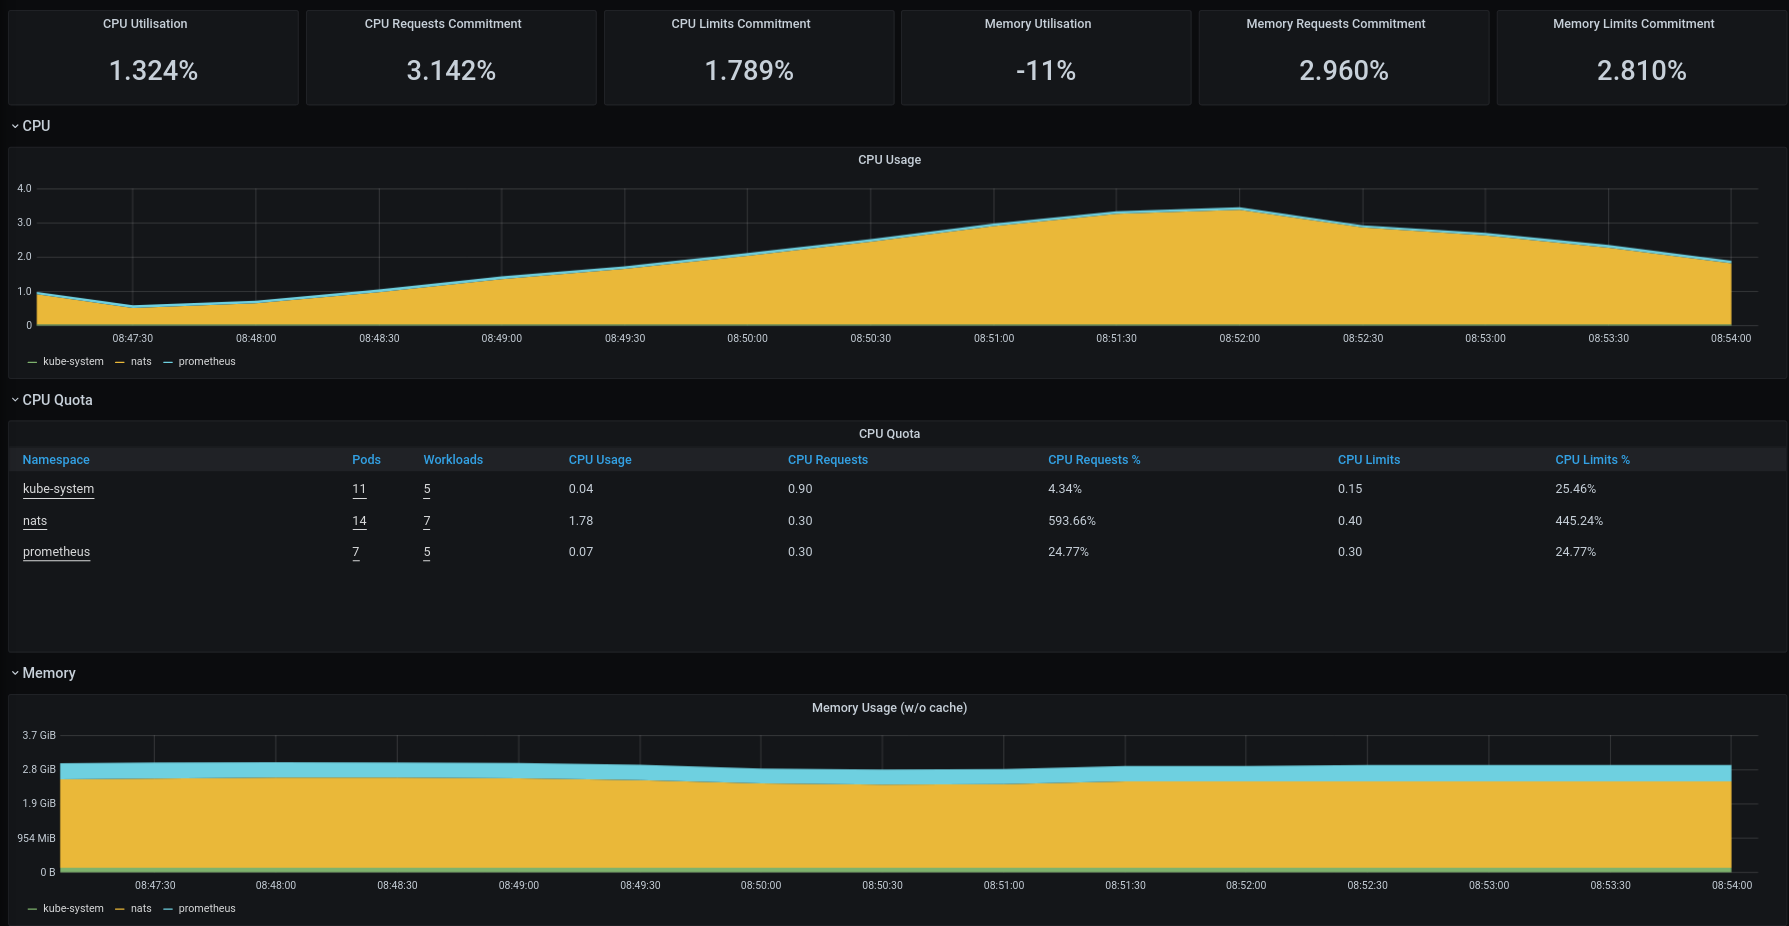 CPU Utilisation CPU Requests Commitment CPU Limits Commitment Memory Utilisation Memory Requests Commitment Memory Limits Commitment
1.324% 3.142% 1.789% -11% 2.960% 2.810%
CPU
CPU Usage
4.0
3.0
2.0
1.0
0
08:47:30 08:48:00 08:48:30 08:49:00 08:49:30 08:50:00 08:50:30 08:51:00 08:51:30 08:52:00 08:52:30 08:53:00 08:53:30 08:54:00
kube-system nats prometheus
CPU Quota
CPU Quota
Namespace Pods Workloads CPU Usage CPU Requests CPU Requests % CPU Limits CPU Limits %
kube-system 11 5 0.04 0.90 4.34% 0.15 25.46%
nats 14 7 1.78 0.30 593.66% 0.40 445.24%
prometheus 7 5 0.07 0.30 24.77% 0.30 24.77%
Memory
Memory Usage (w/o cache)
3.7 GiB
2.8 GiB
1.9 GiB
954 MiB
0 B
08:47:30 08:48:00 08:48:30 08:49:00 08:49:30 08:50:00 08:50:30 08:51:00 08:51:30 08:52:00 08:52:30 08:53:00 08:53:30 08:54:00
kube-system nats prometheus